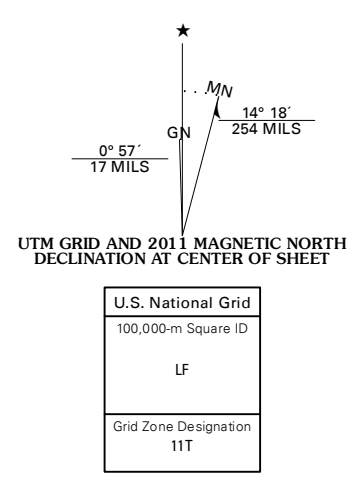 ★
MN
14° 18´
254 MILS
GN
0° 57´
17 MILS
UTM GRID AND 2011 MAGNETIC NORTH
DECLINATION AT CENTER OF SHEET
U.S. National Grid
100,000-m Square ID
LF
Grid Zone Designation
11T